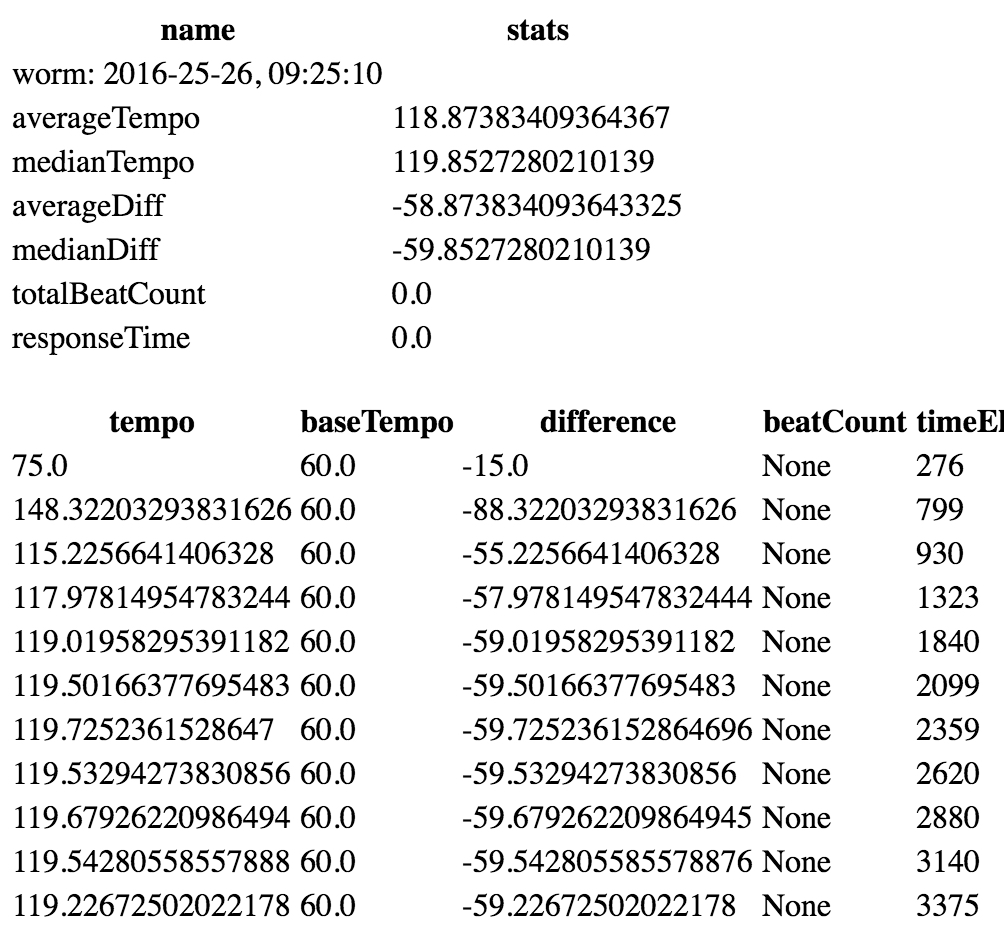 name stats
worm: 2016-25-26, 09:25:10
averageTempo 118.87383409364367
medianTempo 119.8527280210139
averageDiff -58.873834093643325
medianDiff -59.8527280210139
totalBeatCount 0.0
responseTime 0.0
tempo baseTempo difference beatCount timeEl
75.0 60.0 -15.0 None 276
148.32203293831626 60.0 -88.32203293831626 None 799
115.2256641406328 60.0 -55.2256641406328 None 930
117.97814954783244 60.0 -57.978149547832444 None 1323
119.01958295391182 60.0 -59.01958295391182 None 1840
119.50166377695483 60.0 -59.50166377695483 None 2099
119.7252361528647 60.0 -59.725236152864696 None 2359
119.53294273830856 60.0 -59.53294273830856 None 2620
119.67926220986494 60.0 -59.679262209864945 None 2880
119.54280558557888 60.0 -59.542805585578876 None 3140
119.22672502022178 60.0 -59.22672502022178 None 3375